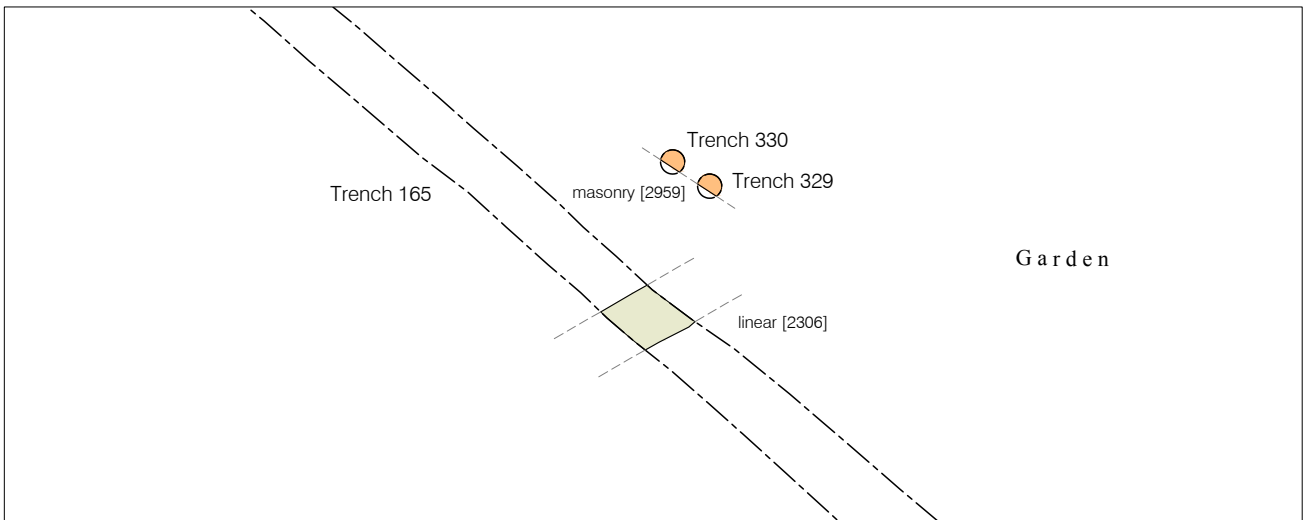 Trench 330
Trench 329
masonry [2959]
Trench 165
Garden
linear [2306]